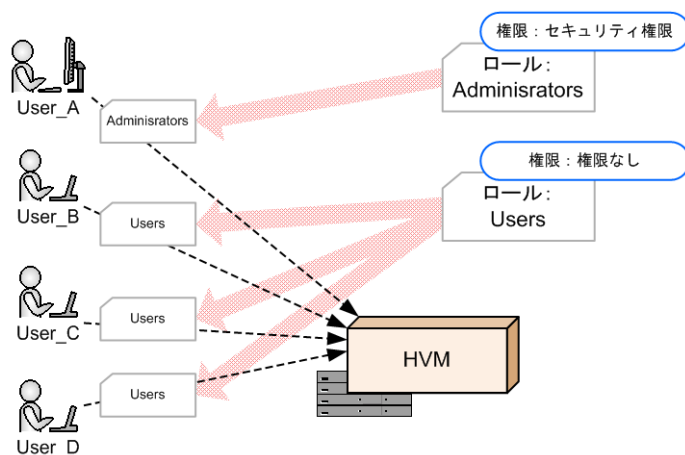 権限：セキュリティ権限
ロール：
Adminisrators
User_A
Adminisrators
権限：権限なし
ロール：
Users
User_B
Users
User_C
Users
HVM
User_D
Users